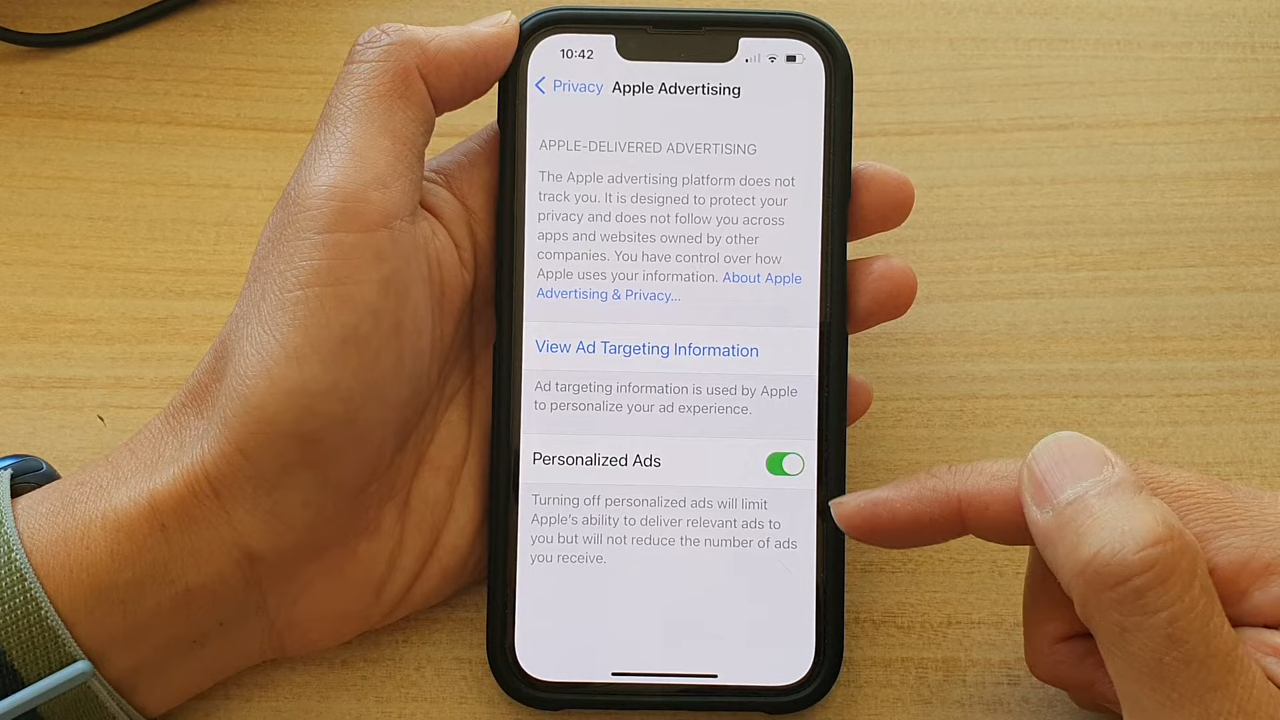 10:42
Privacy Apple Advertising
APPLE-DELIVERED ADVERTISING
The Apple advertising platform does not
track you. It is designed to protect your
privacy and does not follow you across
apps and websites owned by other
companies. You have control over how
Apple uses your information. About Apple
Advertising & Privacy...
View Ad Targeting Information
Ad targeting information is used by Apple
to personalize your ad experience.
Personalized Ads
Turning off personalized ads will limit
Apple's ability to deliver relevant ads to
you but will not reduce the number of ads
you receive.